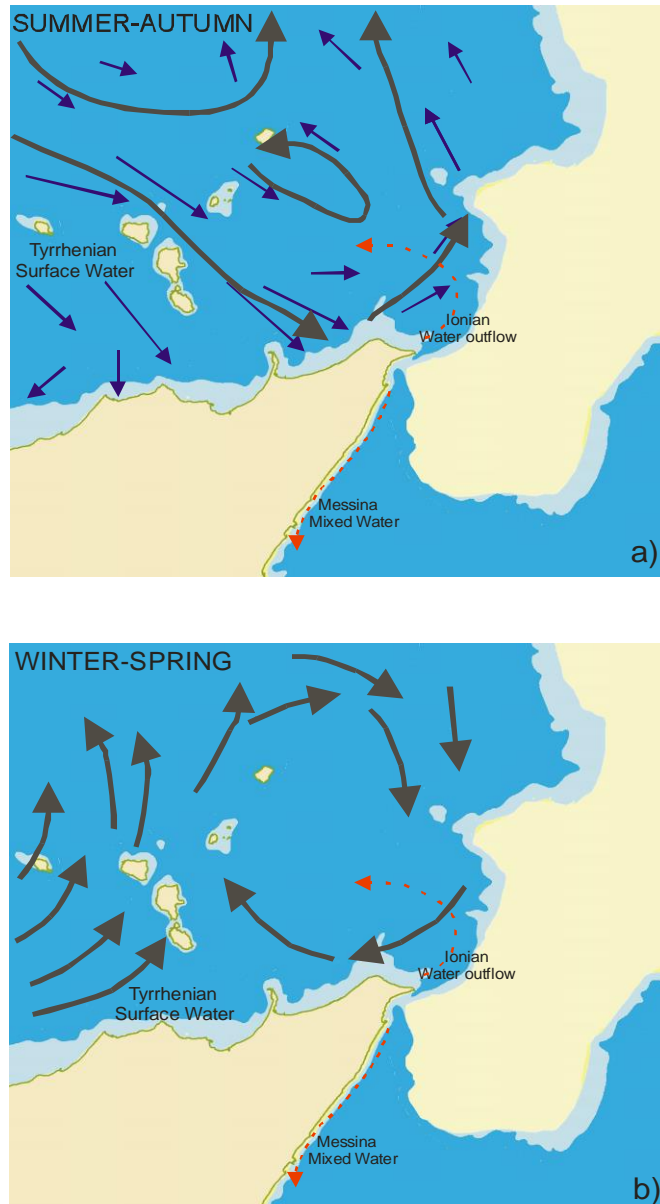 SUMMER-AUTUMN
Tyrrhenian
Surface Water
Ionian
Water outflow
Messina
Mixed Water
a)
WINTER-SPRING
Ionian
Water outflow
Tyrrhenian
Surface Water
Messina
Mixed Water
b)